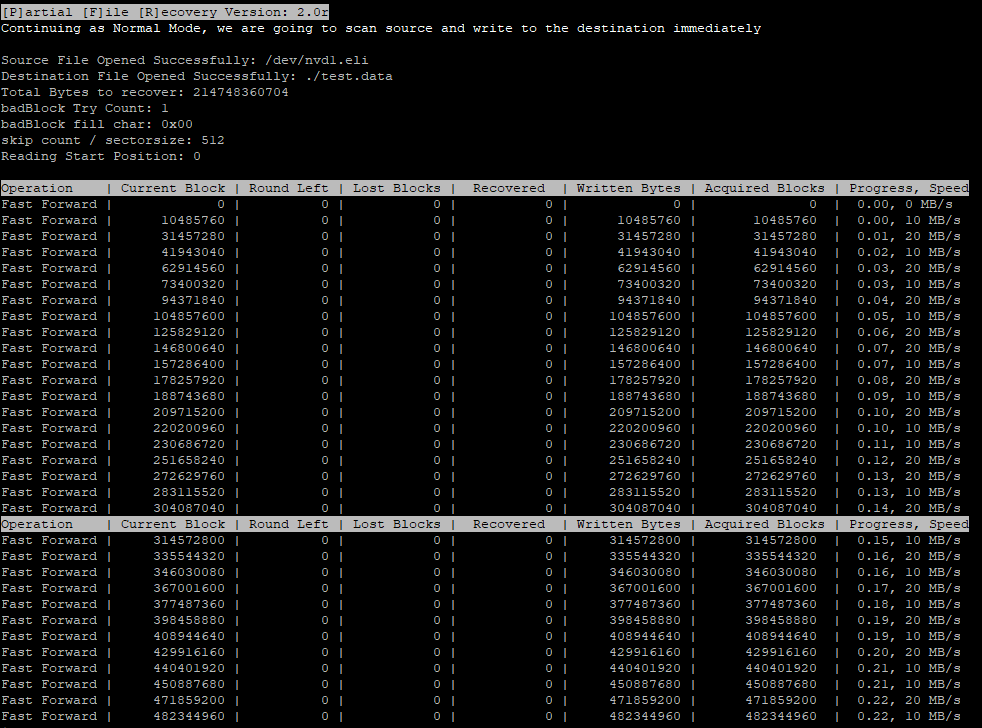 [P]artial [F]ile [R]ecovery Version: 2.0r
Continuing as Normal Mode, we are going to scan source and write to the destination immediately
Source File Opened Successfully: /dev/nvd1.eli
Destination File Opened Successfully: ./test.data
Total Bytes to recover: 214748360704
badBlock Try Count: 1
badBlock fill char: 0x00
skip count / sectorsize: 512
Reading Start Position: 0
Operation | Current Block | Round Left | Lost Blocks | Recovered | Written Bytes | Acquired Blocks | Progress, Speed
Fast Forward | 0 | 0 | 0 | 0 | 0 | 0 | 0.00, 0 MB/s
Fast Forward | 10485760 | 0 | 0 | 0 | 10485760 | 10485760 | 0.00, 10 MB/s
Fast Forward | 31457280 | 0 | 0 | 0 | 31457280 | 31457280 | 0.01, 20 MB/s
Fast Forward | 41943040 | 0 | 0 | 0 | 41943040 | 41943040 | 0.02, 10 MB/s
Fast Forward | 62914560 | 0 | 0 | 0 | 62914560 | 62914560 | 0.03, 20 MB/s
Fast Forward | 73400320 | 0 | 0 | 0 | 73400320 | 73400320 | 0.03, 10 MB/s
Fast Forward | 94371840 | 0 | 0 | 0 | 94371840 | 94371840 | 0.04, 20 MB/s
Fast Forward | 104857600 | 0 | 0 | 0 | 104857600 | 104857600 | 0.05, 10 MB/s
Fast Forward | 125829120 | 0 | 0 | 0 | 125829120 | 125829120 | 0.06, 20 MB/s
Fast Forward | 146800640 | 0 | 0 | 0 | 146800640 | 146800640 | 0.07, 20 MB/s
Fast Forward | 157286400 | 0 | 0 | 0 | 157286400 | 157286400 | 0.07, 10 MB/s
Fast Forward | 178257920 | 0 | 0 | 0 | 178257920 | 178257920 | 0.08, 20 MB/s
Fast Forward | 188743680 | 0 | 0 | 0 | 188743680 | 188743680 | 0.09, 10 MB/s
Fast Forward | 209715200 | 0 | 0 | 0 | 209715200 | 209715200 | 0.10, 20 MB/s
Fast Forward | 220200960 | 0 | 0 | 0 | 220200960 | 220200960 | 0.10, 10 MB/s
Fast Forward | 230686720 | 0 | 0 | 0 | 230686720 | 230686720 | 0.11, 10 MB/s
Fast Forward | 251658240 | 0 | 0 | 0 | 251658240 | 251658240 | 0.12, 20 MB/s
Fast Forward | 272629760 | 0 | 0 | 0 | 272629760 | 272629760 | 0.13, 20 MB/s
Fast Forward | 283115520 | 0 | 0 | 0 | 283115520 | 283115520 | 0.13, 10 MB/s
Fast Forward | 304087040 | 0 | 0 | 0 | 304087040 | 304087040 | 0.14, 20 MB/s
Operation | Current Block | Round Left | Lost Blocks | Recovered | Written Bytes | Acquired Blocks | Progress, Speed
Fast Forward | 314572800 | 0 | 0 | 0 | 314572800 | 314572800 | 0.15, 10 MB/s
Fast Forward | 335544320 | 0 | 0 | 0 | 335544320 | 335544320 | 0.16, 20 MB/s
Fast Forward | 346030080 | 0 | 0 | 0 | 346030080 | 346030080 | 0.16, 10 MB/s
Fast Forward | 367001600 | 0 | 0 | 0 | 367001600 | 367001600 | 0.17, 20 MB/s
Fast Forward | 377487360 | 0 | 0 | 0 | 377487360 | 377487360 | 0.18, 10 MB/s
Fast Forward | 398458880 | 0 | 0 | 0 | 398458880 | 398458880 | 0.19, 20 MB/s
Fast Forward | 408944640 | 0 | 0 | 0 | 408944640 | 408944640 | 0.19, 10 MB/s
Fast Forward | 429916160 | 0 | 0 | 0 | 429916160 | 429916160 | 0.20, 20 MB/s
Fast Forward | 440401920 | 0 | 0 | 0 | 440401920 | 440401920 | 0.21, 10 MB/s
Fast Forward | 450887680 | 0 | 0 | 0 | 450887680 | 450887680 | 0.21, 10 MB/s
Fast Forward | 471859200 | 0 | 0 | 0 | 471859200 | 471859200 | 0.22, 20 MB/s
Fast Forward | 482344960 | 0 | 0 | 0 | 482344960 | 482344960 | 0.22, 10 MB/s